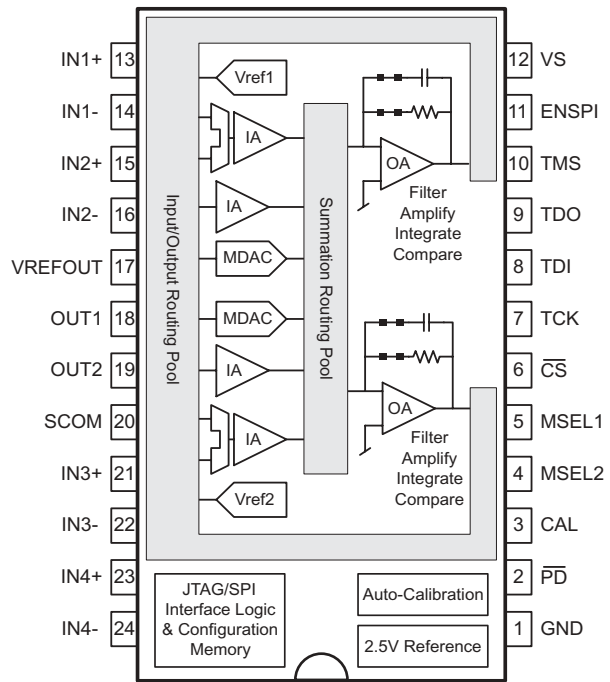 IN1+ 13
IN1- 14
IN2+ 15
IN2- 16
VREFOUT 17
OUT1 18
OUT2 19
SCOM 20
IN3+ 21
IN3- 22
IN4+ 23
IN4- 24
Input/Output Routing Pool
Vref1
IA
IA
MDAC
MDAC
IA
IA
Vref2
Summation Routing Pool
OA
Filter
Amplify
Integrate
Compare
OA
Filter
Amplify
Integrate
Compare
JTAG/SPI
Interface Logic
& Configuration
Memory
Auto-Calibration
2.5V Reference
12 VS
11 ENSPI
10 TMS
9 TDO
8 TDI
7 TCK
6 C̅S̅
5 MSEL1
4 MSEL2
3 CAL
2 P̅D̅
1 GND